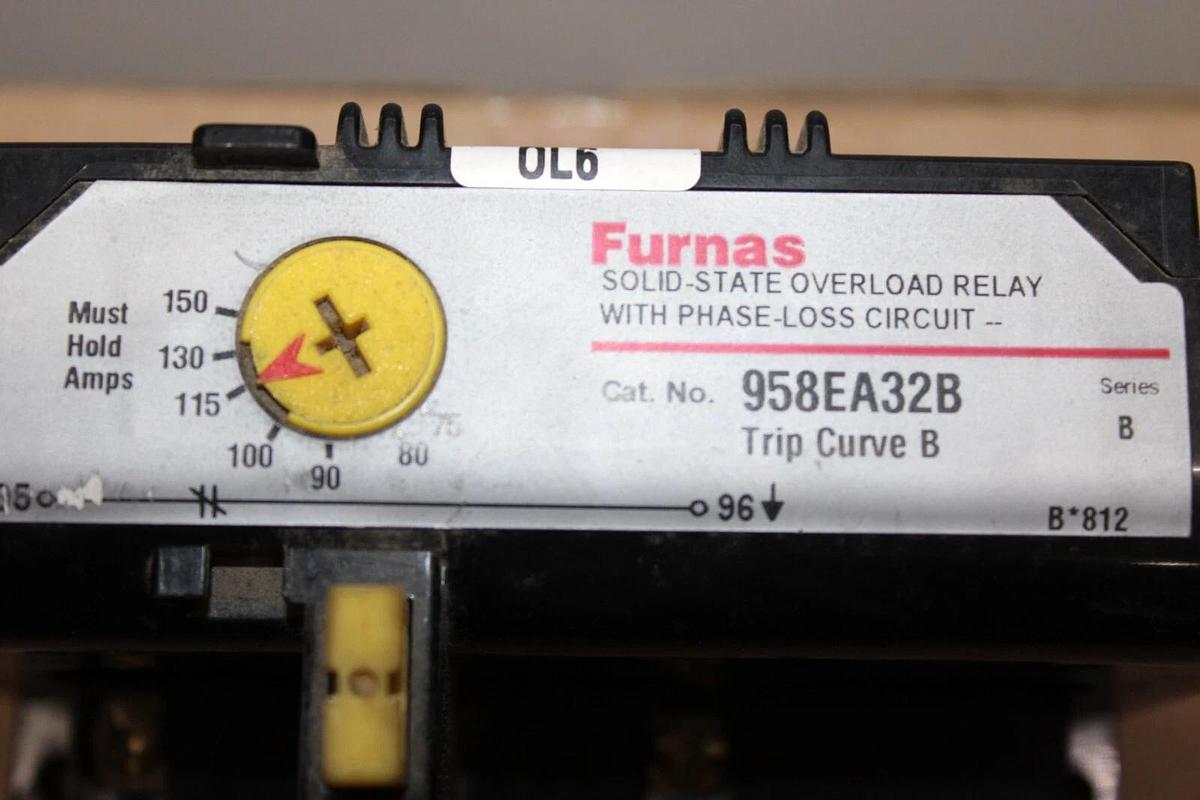 OL6
Furnas
SOLID-STATE OVERLOAD RELAY
WITH PHASE-LOSS CIRCUIT --
Must
Hold
Amps
150
130
115
100
90
80
75
Cat. No. 958EA32B
Trip Curve B
Series
B
96
B*812